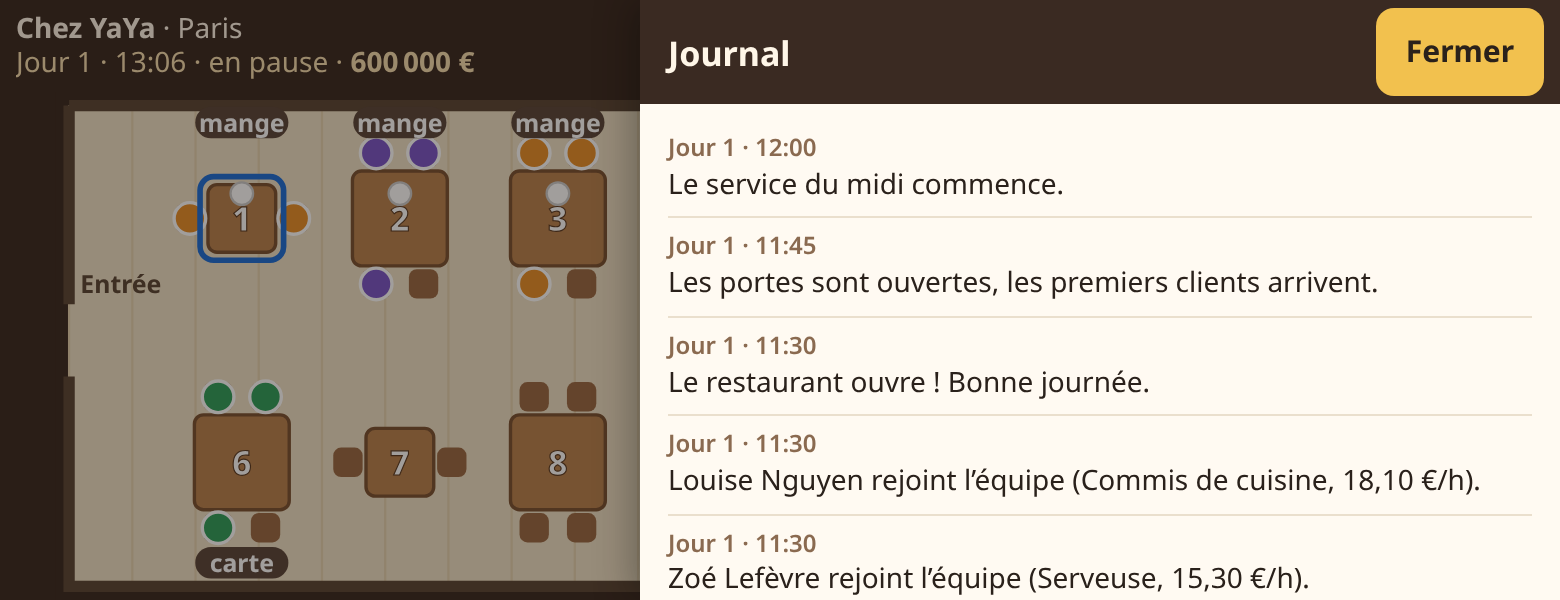 Chez YaYa · Paris
Jour 1 · 13:06 · en pause · 600 000 €
mange
mange
mange
1
2
3
Entrée
6
7
8
carte
Journal
Fermer
Jour 1 · 12:00
Le service du midi commence.
Jour 1 · 11:45
Les portes sont ouvertes, les premiers clients arrivent.
Jour 1 · 11:30
Le restaurant ouvre ! Bonne journée.
Jour 1 · 11:30
Louise Nguyen rejoint l’équipe (Commis de cuisine, 18,10 €/h).
Jour 1 · 11:30
Zoé Lefèvre rejoint l’équipe (Serveuse, 15,30 €/h).